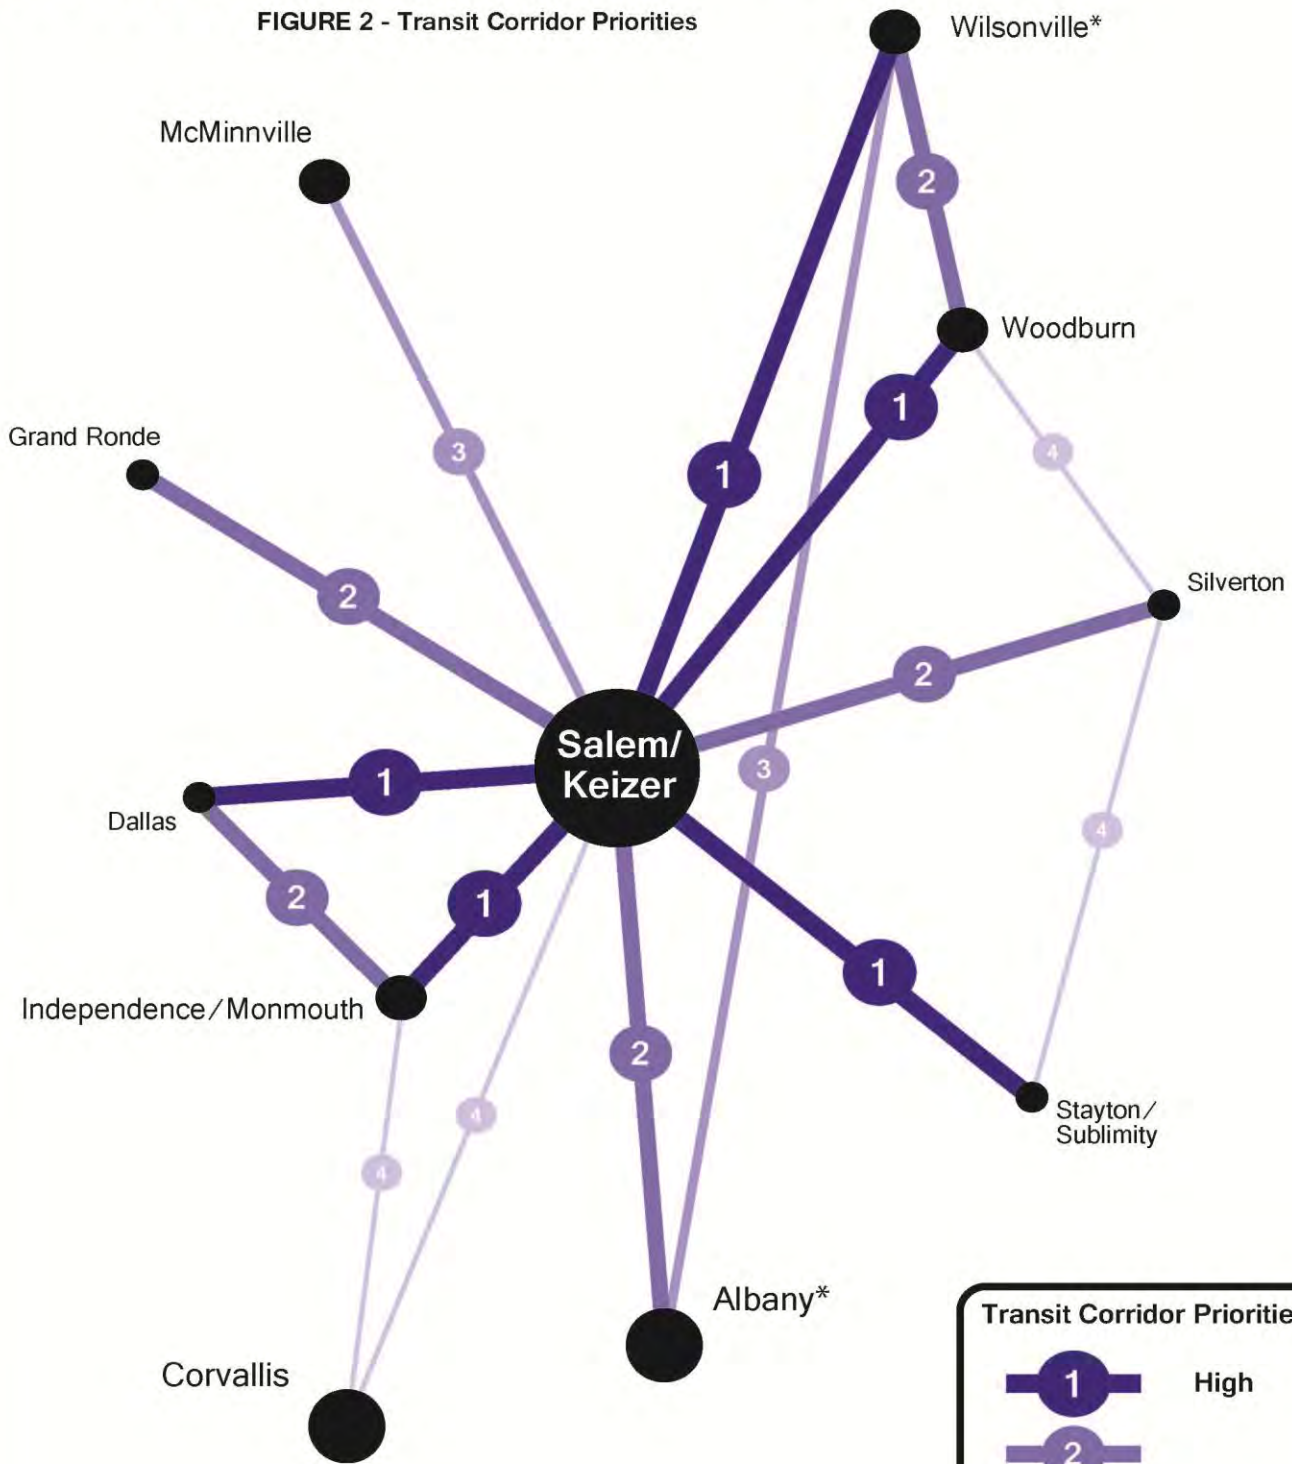 FIGURE 2 - Transit Corridor Priorities
Wilsonville*
McMinnville
2
Woodburn
1
Grand Ronde
3
4
1
Silverton
2
2
Salem/
Keizer
3
1
Dallas
4
2
1
1
Independence/Monmouth
2
Stayton/
Sublimity
4
4
Albany*
Transit Corridor Priorities
Corvallis
1
High
2